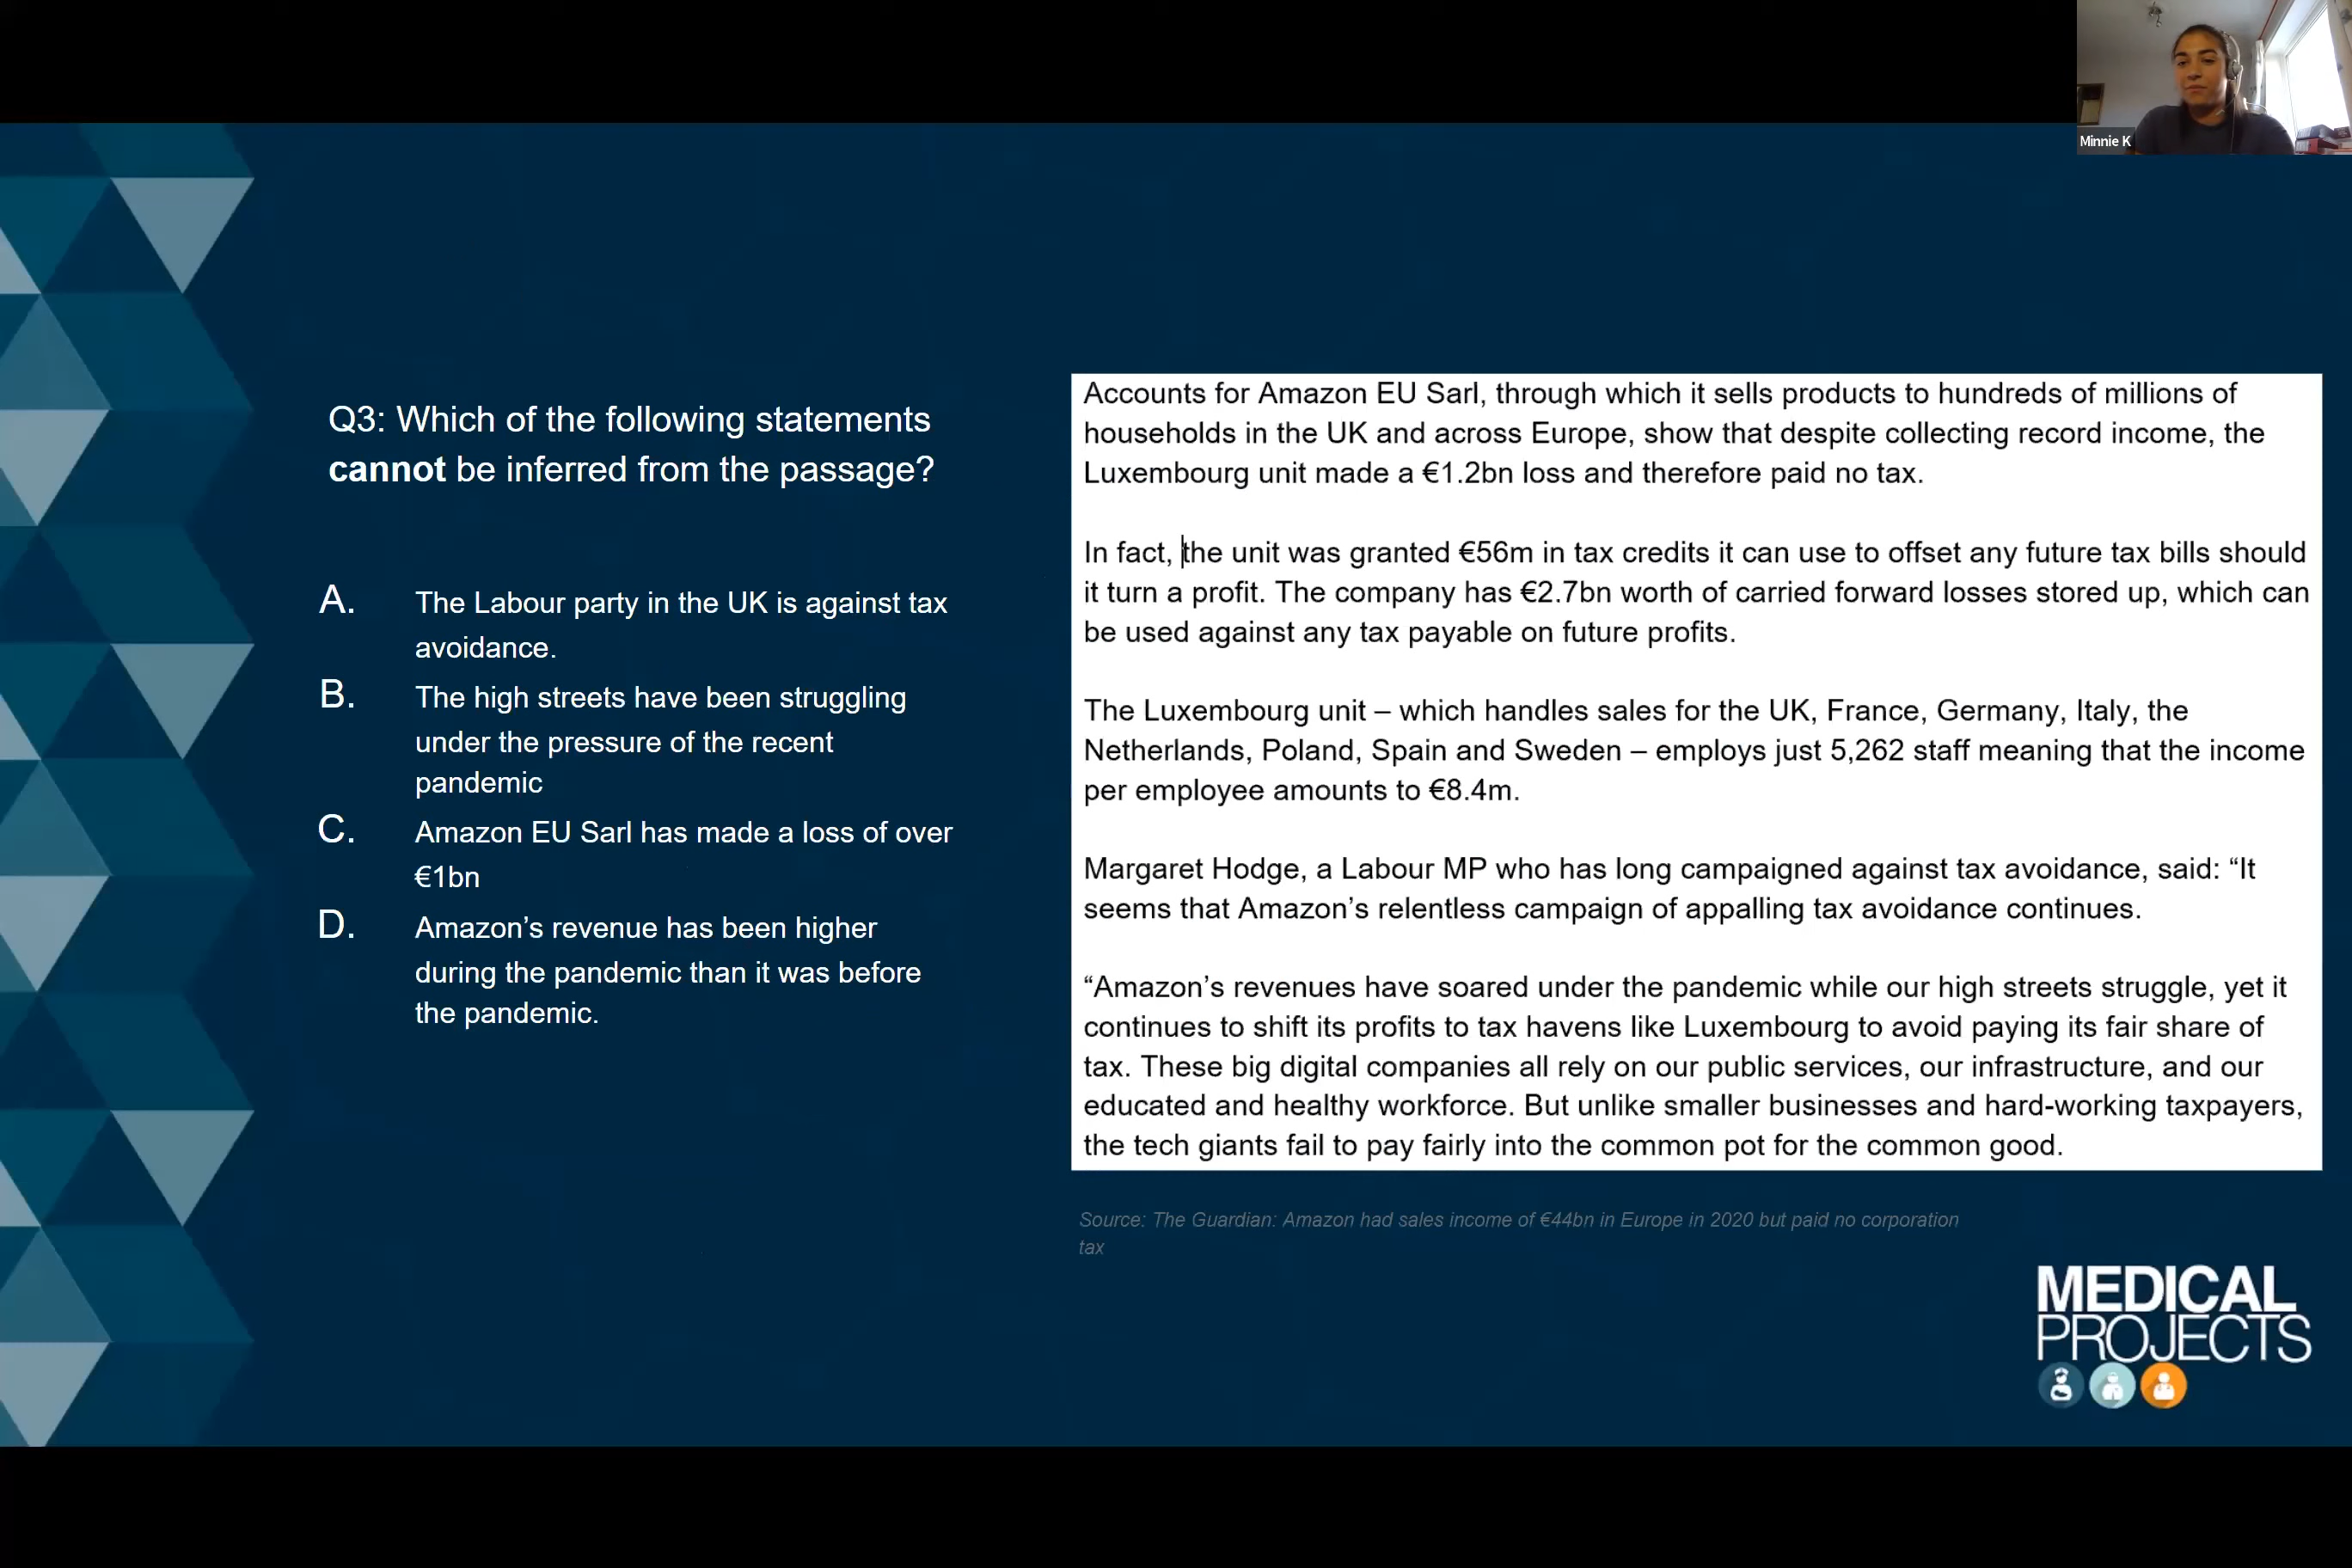 Minnie K
Q3: Which of the following statements
cannot be inferred from the passage?
A. The Labour party in the UK is against tax
avoidance.
B. The high streets have been struggling
under the pressure of the recent
pandemic
C. Amazon EU Sarl has made a loss of over
€1bn
D. Amazon’s revenue has been higher
during the pandemic than it was before
the pandemic.
Accounts for Amazon EU Sarl, through which it sells products to hundreds of millions of
households in the UK and across Europe, show that despite collecting record income, the
Luxembourg unit made a €1.2bn loss and therefore paid no tax.
In fact, the unit was granted €56m in tax credits it can use to offset any future tax bills should
it turn a profit. The company has €2.7bn worth of carried forward losses stored up, which can
be used against any tax payable on future profits.
The Luxembourg unit – which handles sales for the UK, France, Germany, Italy, the
Netherlands, Poland, Spain and Sweden – employs just 5,262 staff meaning that the income
per employee amounts to €8.4m.
Margaret Hodge, a Labour MP who has long campaigned against tax avoidance, said: “It
seems that Amazon’s relentless campaign of appalling tax avoidance continues.
“Amazon’s revenues have soared under the pandemic while our high streets struggle, yet it
continues to shift its profits to tax havens like Luxembourg to avoid paying its fair share of
tax. These big digital companies all rely on our public services, our infrastructure, and our
educated and healthy workforce. But unlike smaller businesses and hard-working taxpayers,
the tech giants fail to pay fairly into the common pot for the common good.
Source: The Guardian: Amazon had sales income of €44bn in Europe in 2020 but paid no corporation
tax
MEDICAL
PROJECTS